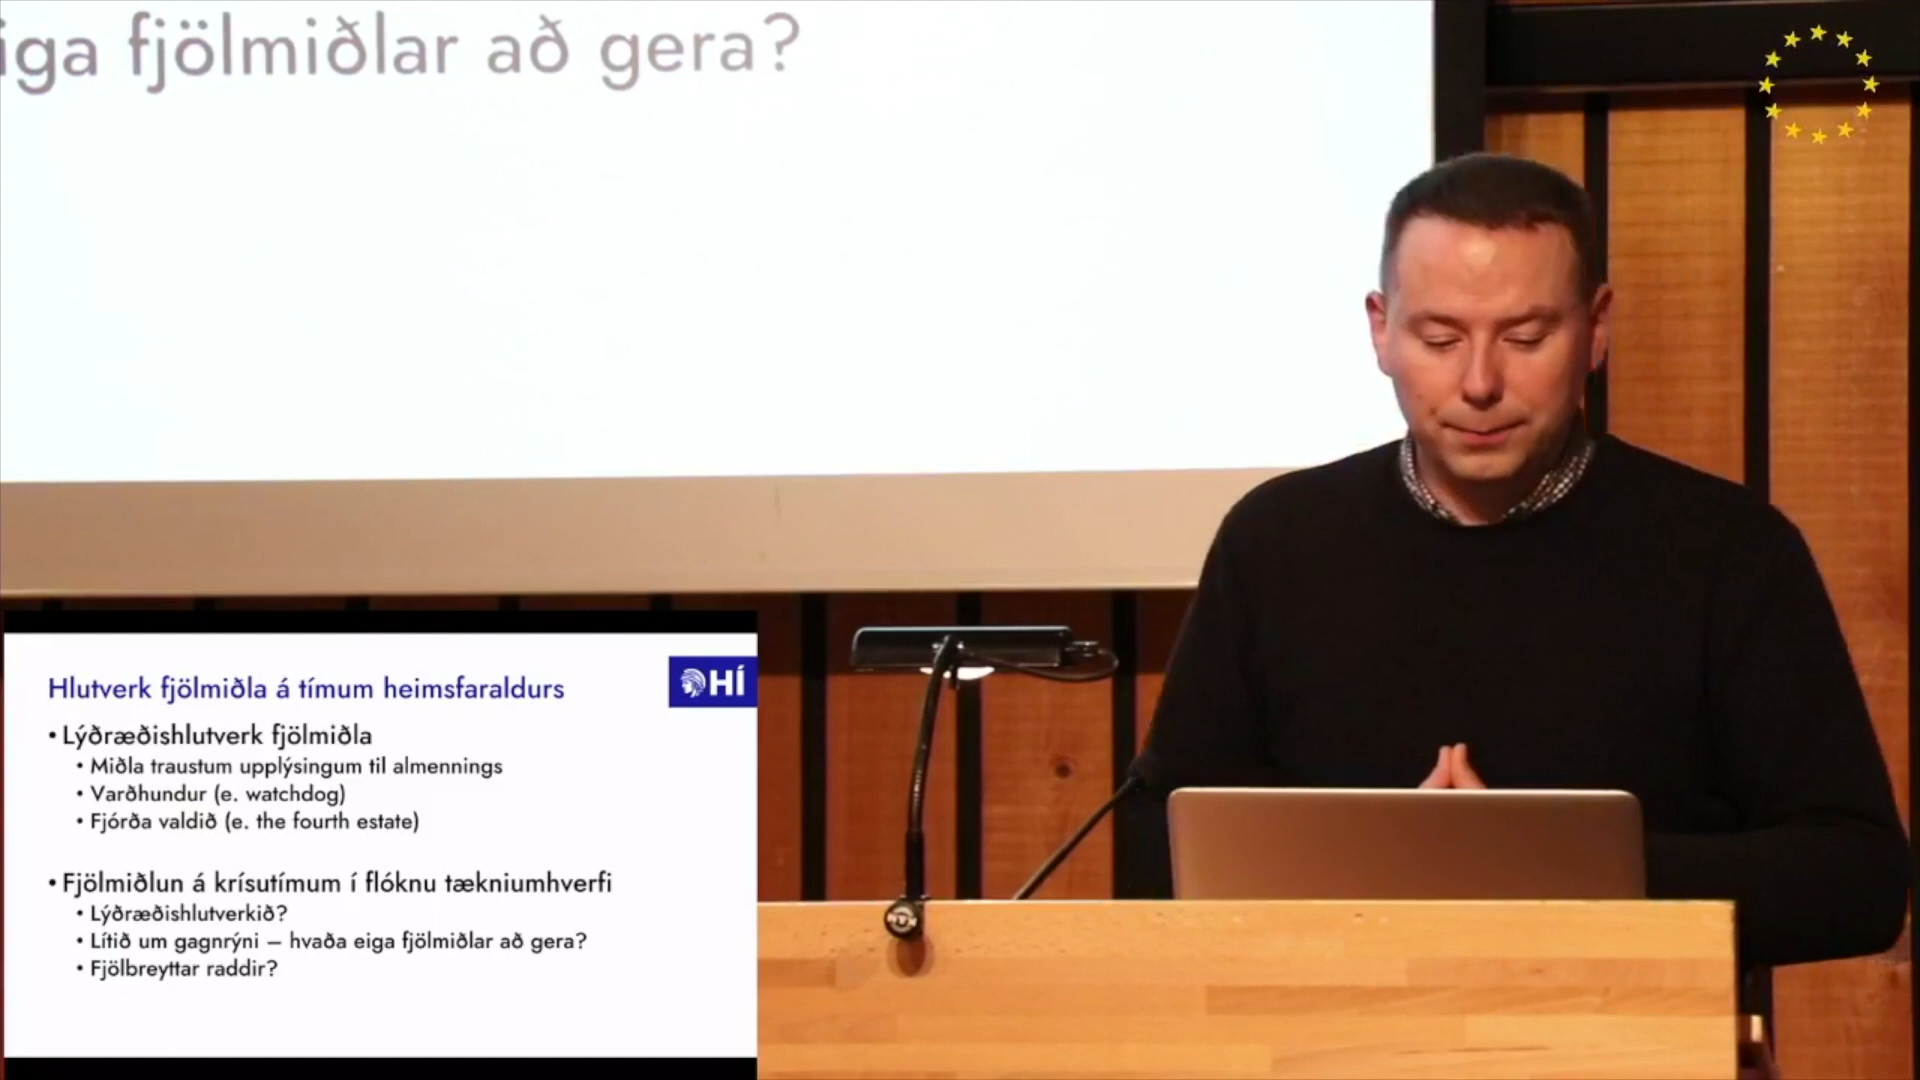 iga fjölmiðlar að gera?
Hlutverk fjölmiðla á tímum heimsfaraldurs
HÍ
• Lýðræðishlutverk fjölmiðla
• Miðla traustum upplýsingum til almennings
• Varðhundur (e. watchdog)
• Fjórða valdið (e. the fourth estate)
• Fjölmiðlun á krísutímum í flóknu tækniumhverfi
• Lýðræðishlutverkið?
• Lítið um gagnrýni – hvaða eiga fjölmiðlar að gera?
• Fjölbreyttar raddir?